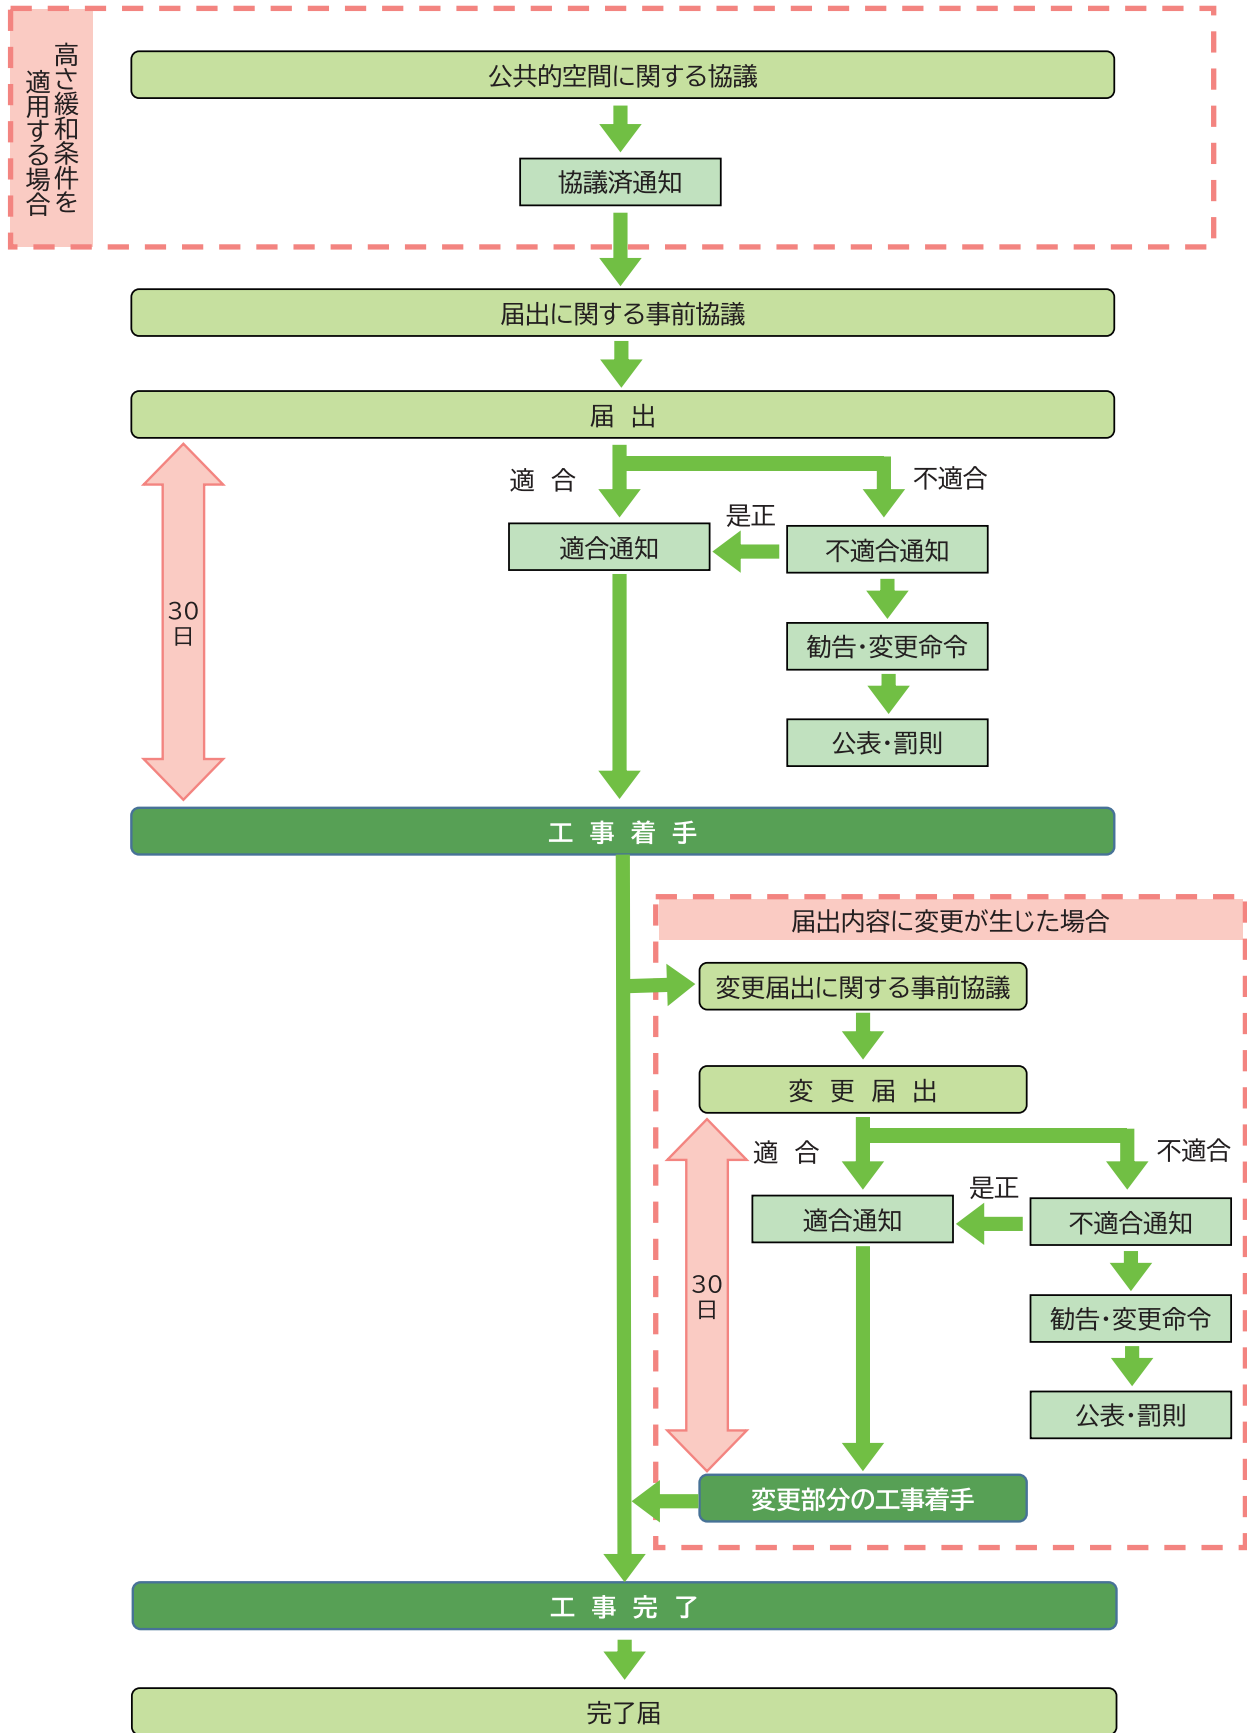 高さ緩和条件を
適用する場合
公共的空間に関する協議
協議済通知
届出に関する事前協議
届 出
適 合
不適合
是正
適合通知
不適合通知
30
日
勧告・変更命令
公表・罰則
工 事 着 手
届出内容に変更が生じた場合
変更届出に関する事前協議
変 更 届 出
適 合
不適合
是正
適合通知
不適合通知
30
日
勧告・変更命令
公表・罰則
変更部分の工事着手
工 事 完 了
完了届